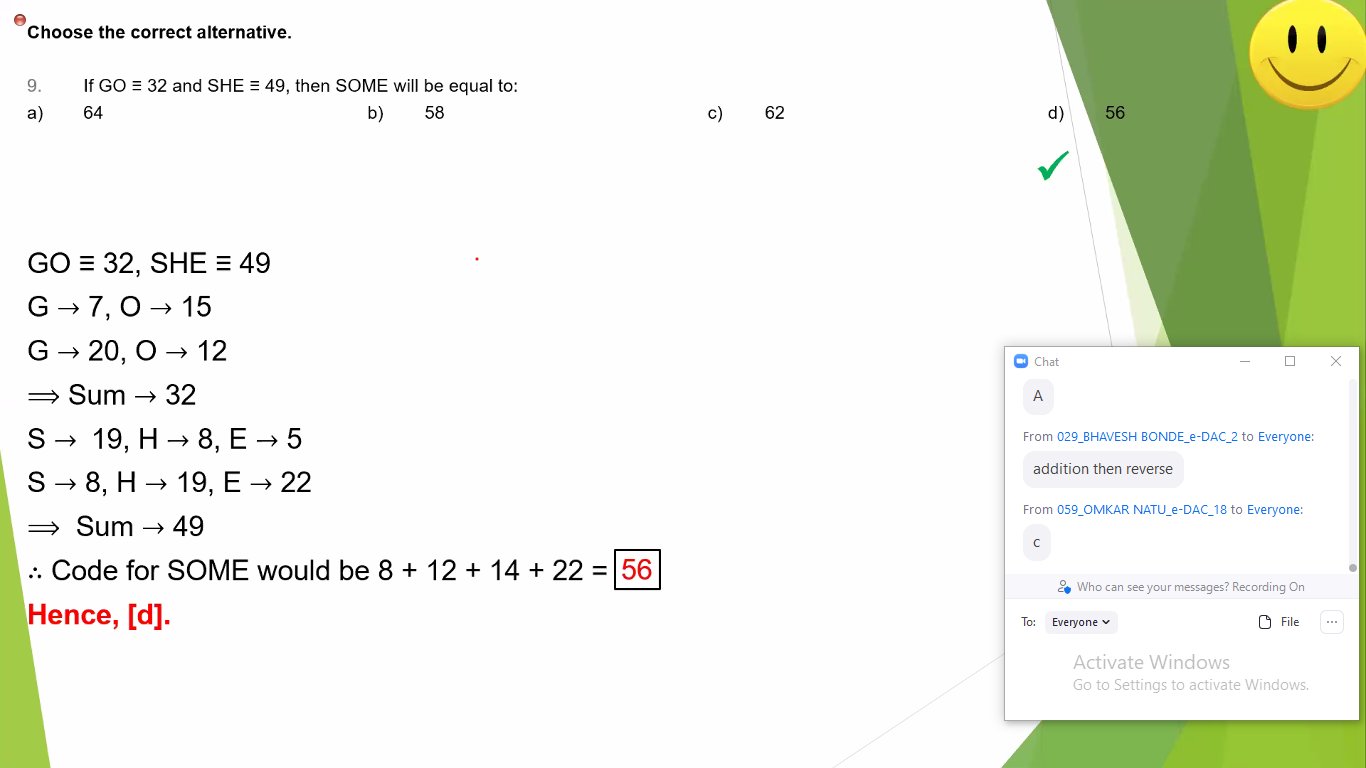 Choose the correct alternative.
9. If GO ≡ 32 and SHE ≡ 49, then SOME will be equal to:
a) 64 b) 58 c) 62 d) 56
GO ≡ 32, SHE ≡ 49
G → 7, O → 15
G → 20, O → 12
⟹ Sum → 32
S → 19, H → 8, E → 5
S → 8, H → 19, E → 22
⟹ Sum → 49
∴ Code for SOME would be 8 + 12 + 14 + 22 = 56
Hence, [d].
Chat
A
From 029_BHAVESH BONDE_e-DAC_2 to Everyone:
addition then reverse
From 059_OMKAR NATU_e-DAC_18 to Everyone:
c
Who can see your messages? Recording On
To: Everyone File
Activate Windows
Go to Settings to activate Windows.